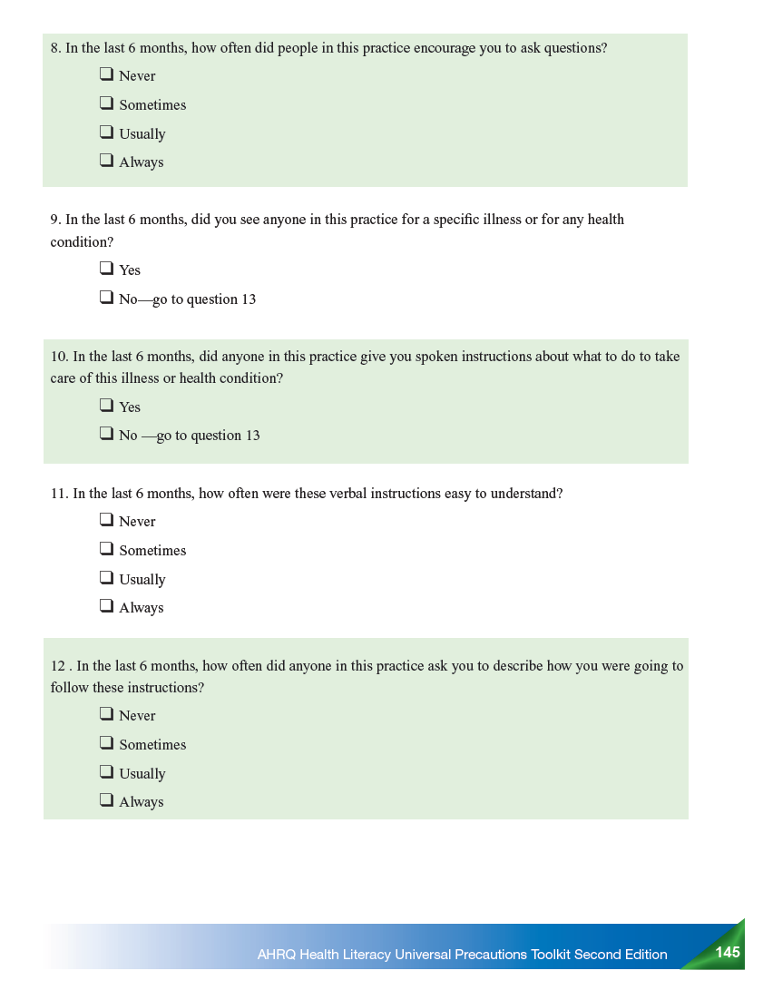 8. In the last 6 months, how often did people in this practice encourage you to ask questions?
❏ Never
❏ Sometimes
❏ Usually
❏ Always
9. In the last 6 months, did you see anyone in this practice for a specific illness or for any health
condition?
❏ Yes
❏ No—go to question 13
10. In the last 6 months, did anyone in this practice give you spoken instructions about what to do to take
care of this illness or health condition?
❏ Yes
❏ No —go to question 13
11. In the last 6 months, how often were these verbal instructions easy to understand?
❏ Never
❏ Sometimes
❏ Usually
❏ Always
12 . In the last 6 months, how often did anyone in this practice ask you to describe how you were going to
follow these instructions?
❏ Never
❏ Sometimes
❏ Usually
❏ Always
AHRQ Health Literacy Universal Precautions Toolkit Second Edition 145